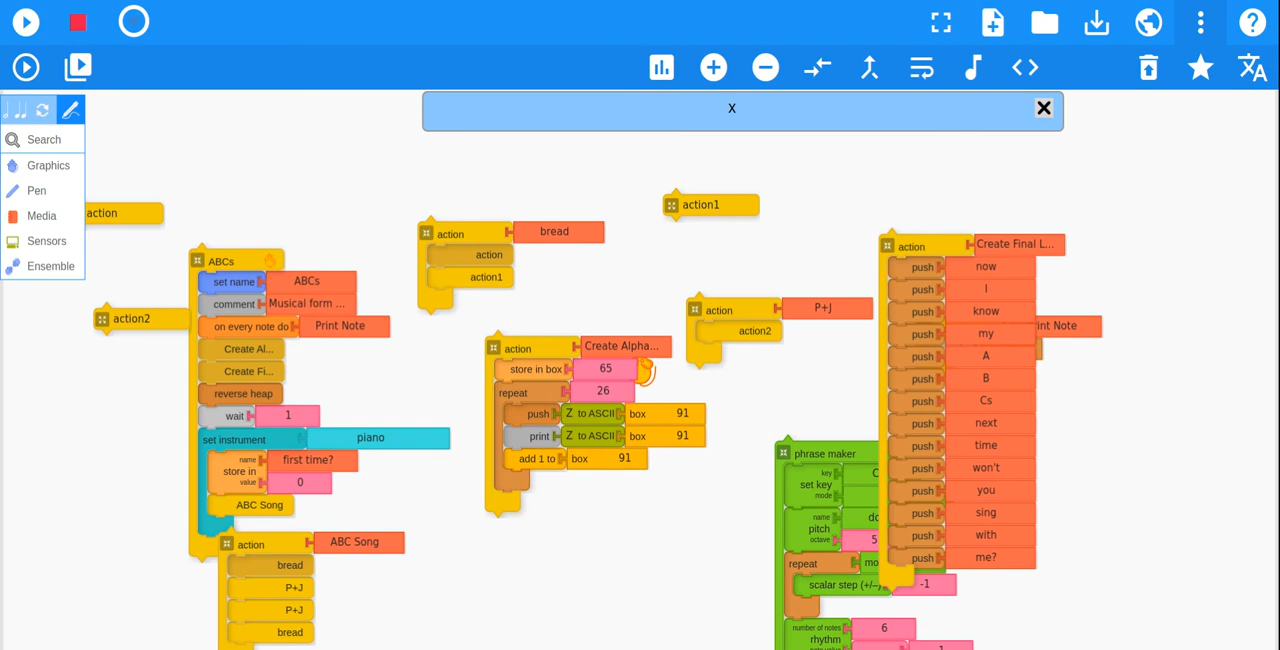 X
Search
Graphics
Pen
Media
Sensors
Ensemble
action
action2
ABCs
set name ABCs
comment Musical form ...
on every note do Print Note
Create Al...
Create Fi...
reverse heap
wait 1
set instrument piano
name first time?
store in
value 0
ABC Song
action ABC Song
bread
P+J
P+J
bread
action bread
action
action1
action Create Alpha...
store in box 65
repeat 26
push Z to ASCII box 91
print Z to ASCII box 91
add 1 to box 91
action1
action P+J
action2
phrase maker
key
set key
mode
name
pitch
octave 5
repeat
scalar step (+/–) -1
number of notes 6
rhythm
action Create Final L...
push now
push I
push know
push my
push A
push B
push Cs
push next
push time
push won't
push you
push sing
push with
push me?
int Note